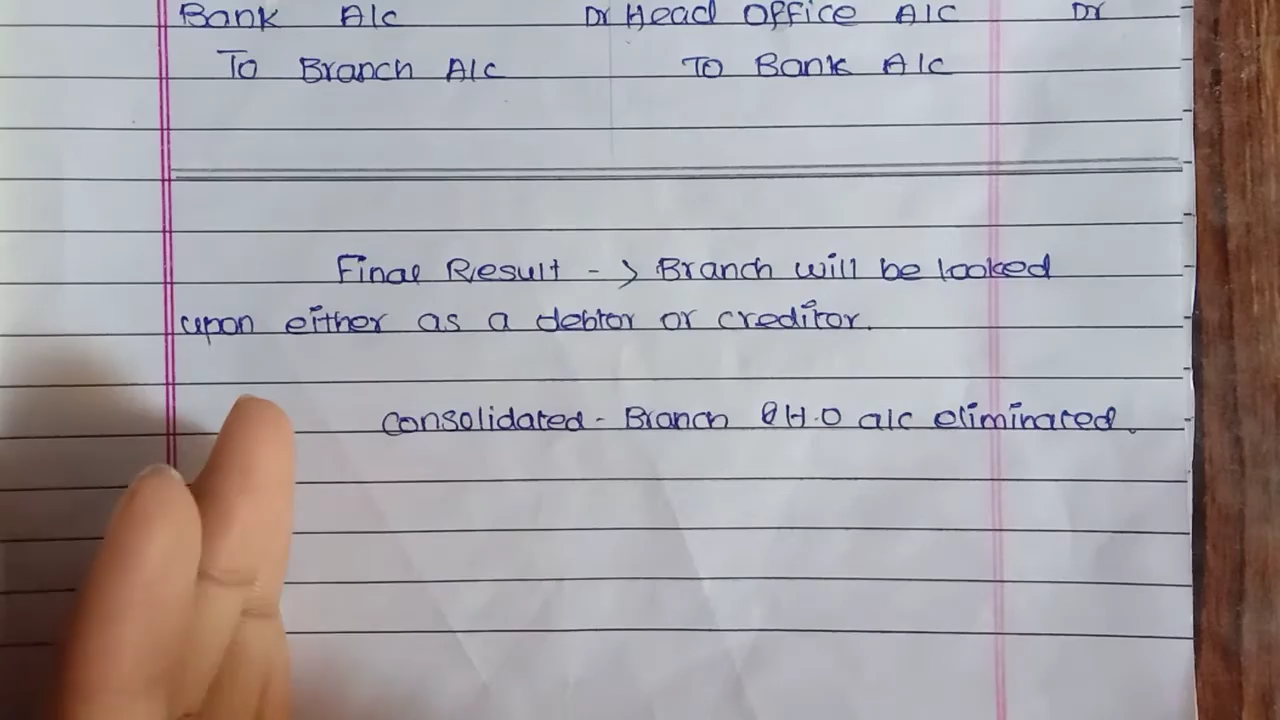 Bank A/c Dr Head Office A/c Dr
To Branch A/c To Bank A/c
Final Result -> Branch will be looked
upon either as a debtor or creditor.
Consolidated - Branch & H.O a/c eliminated.